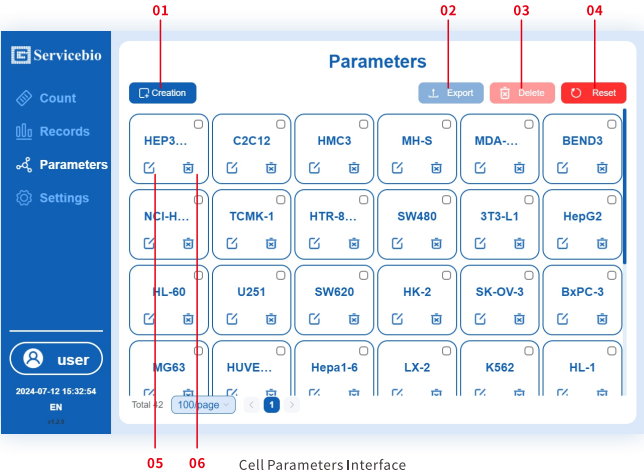 01 02 03 04
Servicebio
Parameters
Creation Export Delete Reset
Count
Records
Parameters
Settings
HEP3... C2C12 HMC3 MH-S MDA-... BEND3
NCI-H... TCMK-1 HTR-8... SW480 3T3-L1 HepG2
HL-60 U251 SW620 HK-2 SK-OV-3 BxPC-3
MG63 HUVE... Hepa1-6 LX-2 K562 HL-1
Total 42 100/page 1
user
2024-07-12 15:32:54
EN
05 06
Cell Parameters Interface